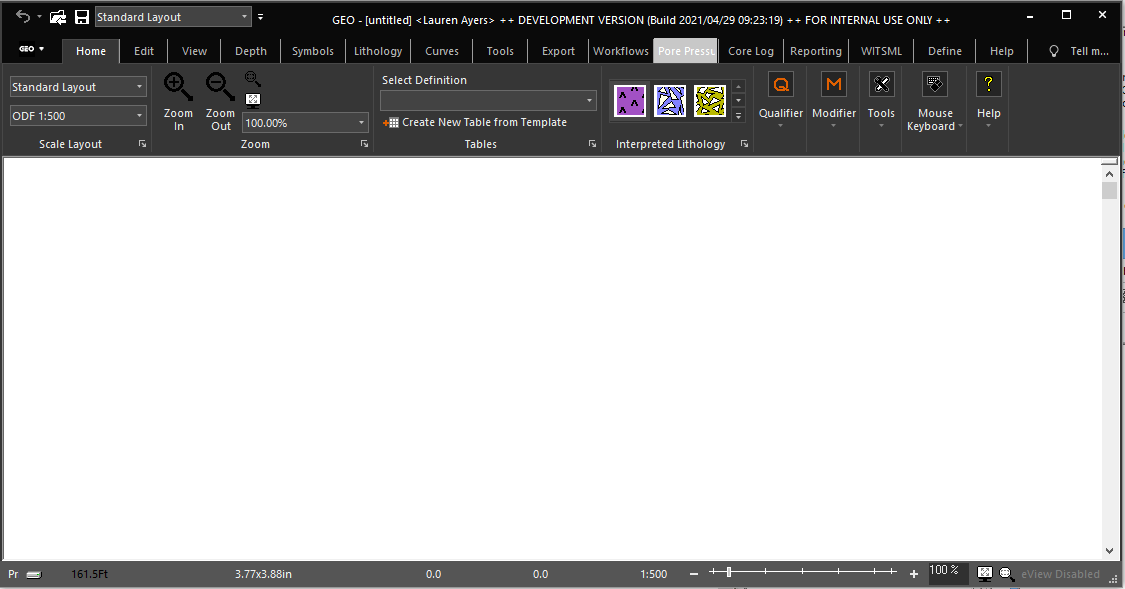 Standard Layout
GEO - [untitled] <Lauren Ayers> ++ DEVELOPMENT VERSION (Build 2021/04/29 09:23:19) ++ FOR INTERNAL USE ONLY ++
GEO Home Edit View Depth Symbols Lithology Curves Tools Export Workflows Pore Pressu Core Log Reporting WITSML Define Help Tell m...
Standard Layout
ODF 1:500
Scale Layout
Zoom In
Zoom Out
100.00%
Zoom
Select Definition
Create New Table from Template
Tables
Interpreted Lithology
Q
Qualifier
M
Modifier
Tools
Mouse
Keyboard
?
Help
Pr 161.5Ft 3.77x3.88in 0.0 0.0 1:500 100 % eView Disabled